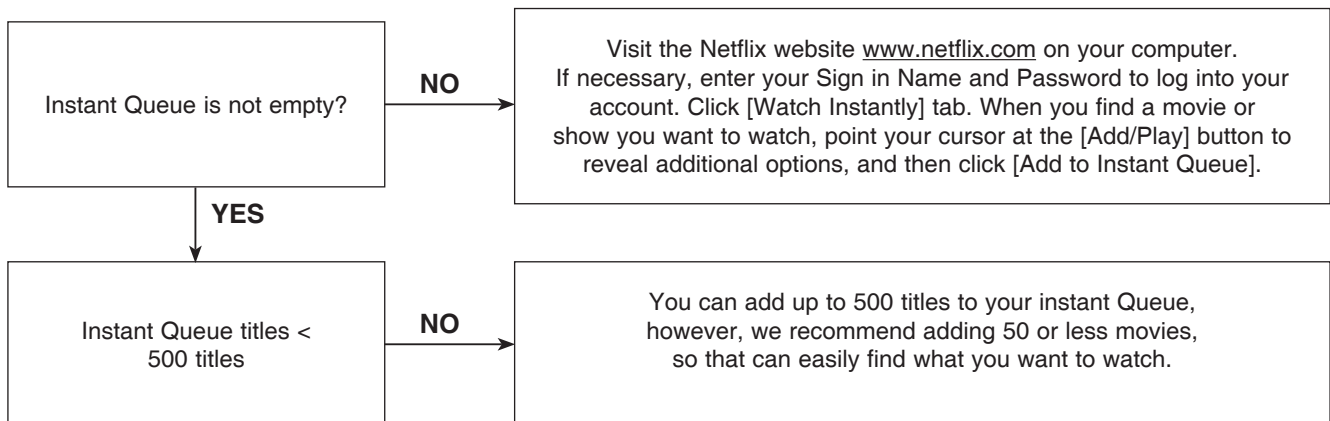 Instant Queue is not empty?
NO
Visit the Netflix website www.netflix.com on your computer.
If necessary, enter your Sign in Name and Password to log into your
account. Click [Watch Instantly] tab. When you find a movie or
show you want to watch, point your cursor at the [Add/Play] button to
reveal additional options, and then click [Add to Instant Queue].
YES
Instant Queue titles <
500 titles
NO
You can add up to 500 titles to your instant Queue,
however, we recommend adding 50 or less movies,
so that can easily find what you want to watch.